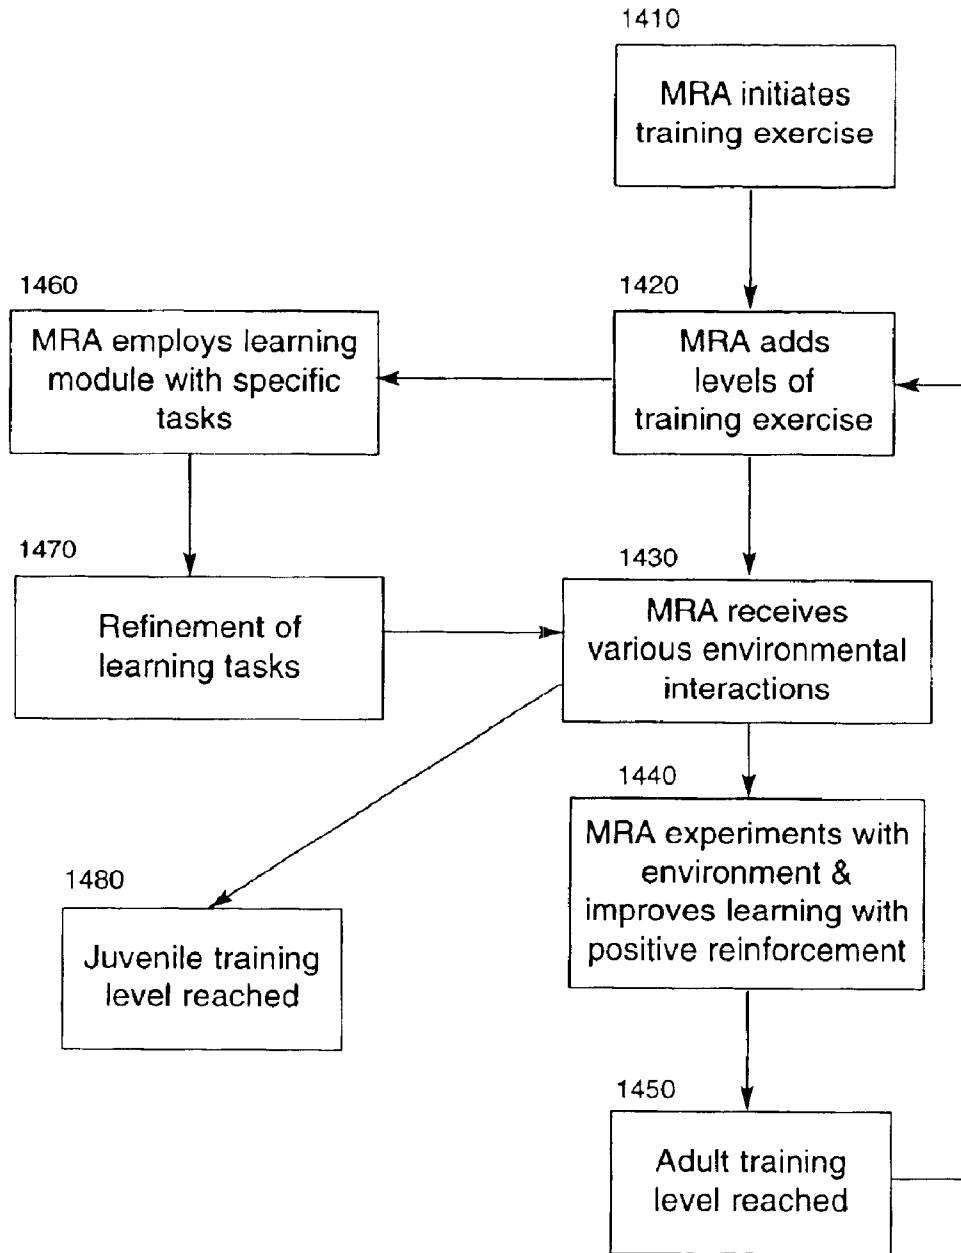 1410
MRA initiates
training exercise
1460
MRA employs learning
module with specific
tasks
1420
MRA adds
levels of
training exercise
1470
Refinement of
learning tasks
1430
MRA receives
various environmental
interactions
1440
MRA experiments with
environment &
improves learning with
positive reinforcement
1480
Juvenile training
level reached
1450
Adult training
level reached